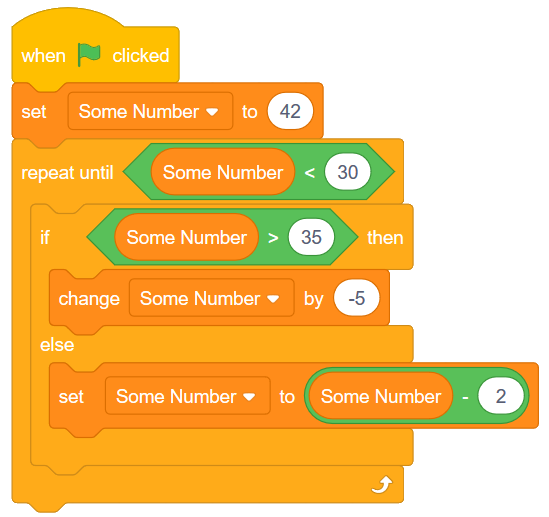 when clicked
set Some Number to 42
repeat until Some Number < 30
if Some Number > 35 then
change Some Number by -5
else
set Some Number to Some Number - 2